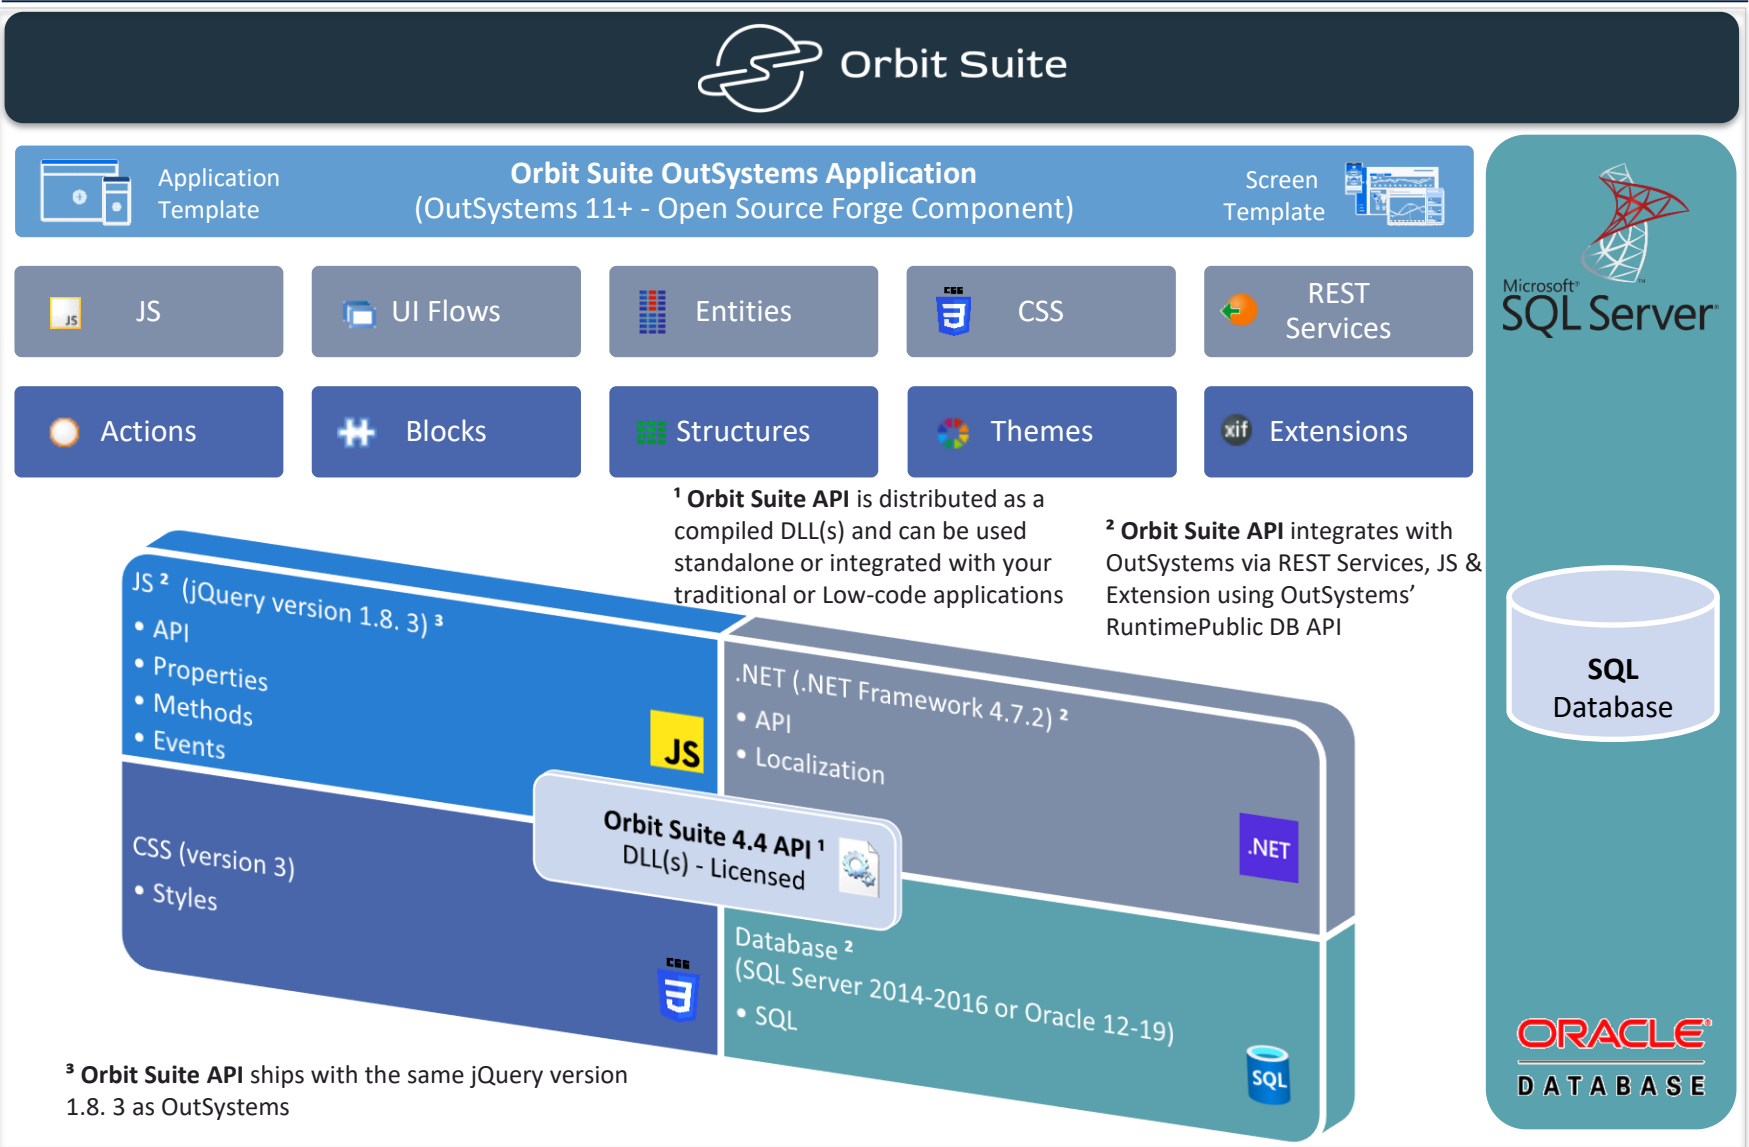 Orbit Suite
Application
Template
Orbit Suite OutSystems Application
(OutSystems 11+ - Open Source Forge Component)
Screen
Template
JS
JS
UI Flows
Entities
CSS
CSS
REST
Services
Actions
Blocks
Structures
Themes
xif
Extensions
Microsoft®
SQL Server®
¹ Orbit Suite API is distributed as a
compiled DLL(s) and can be used
standalone or integrated with your
traditional or Low-code applications
² Orbit Suite API integrates with
OutSystems via REST Services, JS &
Extension using OutSystems’
RuntimePublic DB API
JS ² (jQuery version 1.8. 3) ³
• API
• Properties
• Methods
• Events
JS
.NET (.NET Framework 4.7.2) ²
• API
• Localization
.NET
Orbit Suite 4.4 API ¹
DLL(s) - Licensed
CSS (version 3)
• Styles
CSS
Database ²
(SQL Server 2014-2016 or Oracle 12-19)
• SQL
SQL
SQL
Database
ORACLE®
DATABASE
³ Orbit Suite API ships with the same jQuery version
1.8. 3 as OutSystems